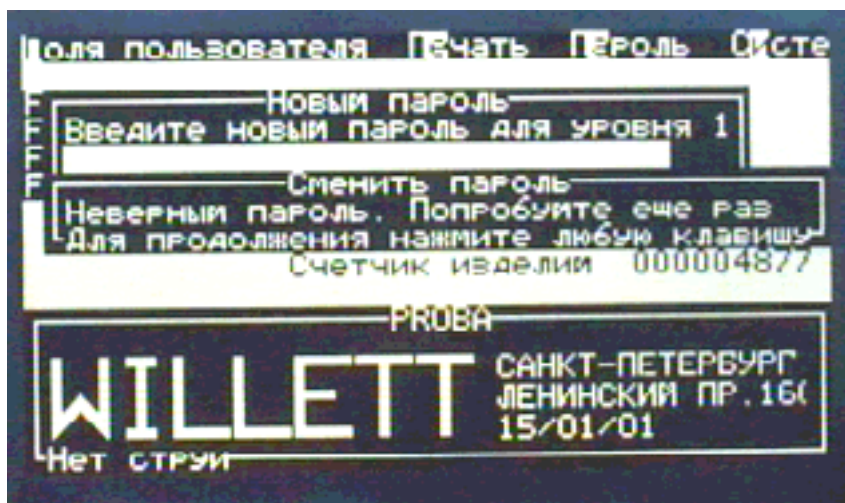 Поля пользователя Печать Пароль Систе
F
Новый пароль
F Введите новый пароль для уровня 1
F
F Сменить пароль
Неверный пароль. Попробуйте еще раз
Для продолжения нажмите любую клавишу
Счетчик изделий 000004877
PROBA
WILLETT
САНКТ-ПЕТЕРБУРГ
ЛЕНИНСКИЙ ПР.16(
15/01/01
Нет струи